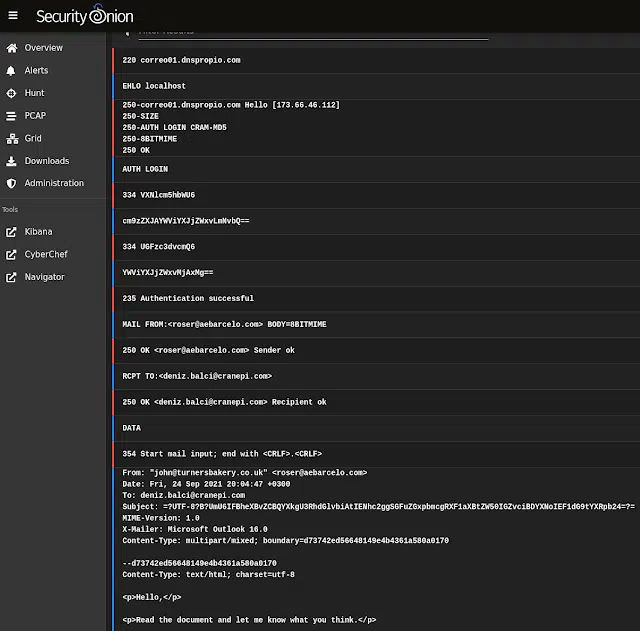 Security Onion
Overview
Alerts
Hunt
PCAP
Grid
Downloads
Administration
Tools
Kibana
CyberChef
Navigator
220 correo01.dnspropio.com
EHLO localhost
250-correo01.dnspropio.com Hello [173.66.46.112]
250-SIZE
250-AUTH LOGIN CRAM-MD5
250-8BITMIME
250 OK
AUTH LOGIN
334 VXNlcm5hbWU6
cm9zZXJAYWViYXJjZWxvLmNvbQ==
334 UGFzc3dvcmQ6
YWViYXJjZWxvMjAxMg==
235 Authentication successful
MAIL FROM:<roser@aebarcelo.com> BODY=8BITMIME
250 OK <roser@aebarcelo.com> Sender ok
RCPT TO:<deniz.balci@cranepi.com>
250 OK <deniz.balci@cranepi.com> Recipient ok
DATA
354 Start mail input; end with <CRLF>.<CRLF>
From: "john@turnersbakery.co.uk" <roser@aebarcelo.com>
Date: Fri, 24 Sep 2021 20:04:47 +0300
To: deniz.balci@cranepi.com
Subject: =?UTF-8?B?UmU6IFBheXBvZCBQYXkgU3RhdGlvbiAtIENhc2ggSGFuZGxpbmcgRXF1aXBtZW50IGZvciBDYXNoIEF1dG9tYXRpb24=?=
MIME-Version: 1.0
X-Mailer: Microsoft Outlook 16.0
Content-Type: multipart/mixed; boundary=d73742ed56648149e4b4361a580a0170
--d73742ed56648149e4b4361a580a0170
Content-Type: text/html; charset=utf-8
<p>Hello,</p>
<p>Read the document and let me know what you think.</p>